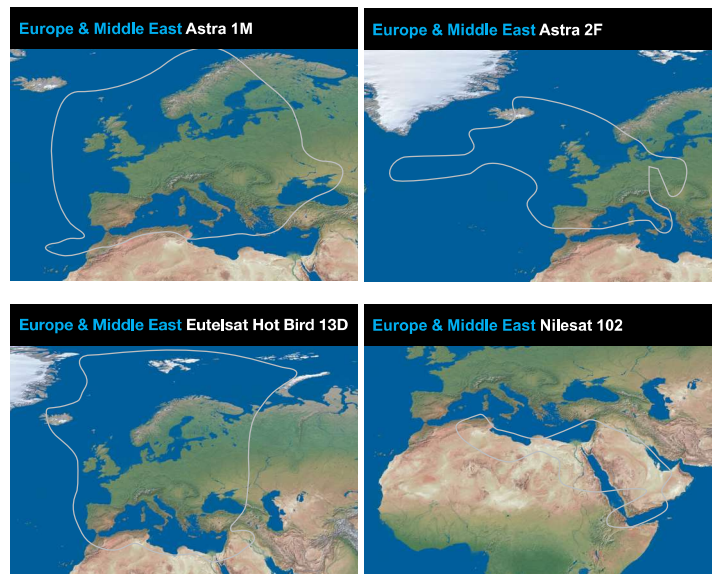 Europe & Middle East Astra 1M
Europe & Middle East Astra 2F
Europe & Middle East Eutelsat Hot Bird 13D
Europe & Middle East Nilesat 102